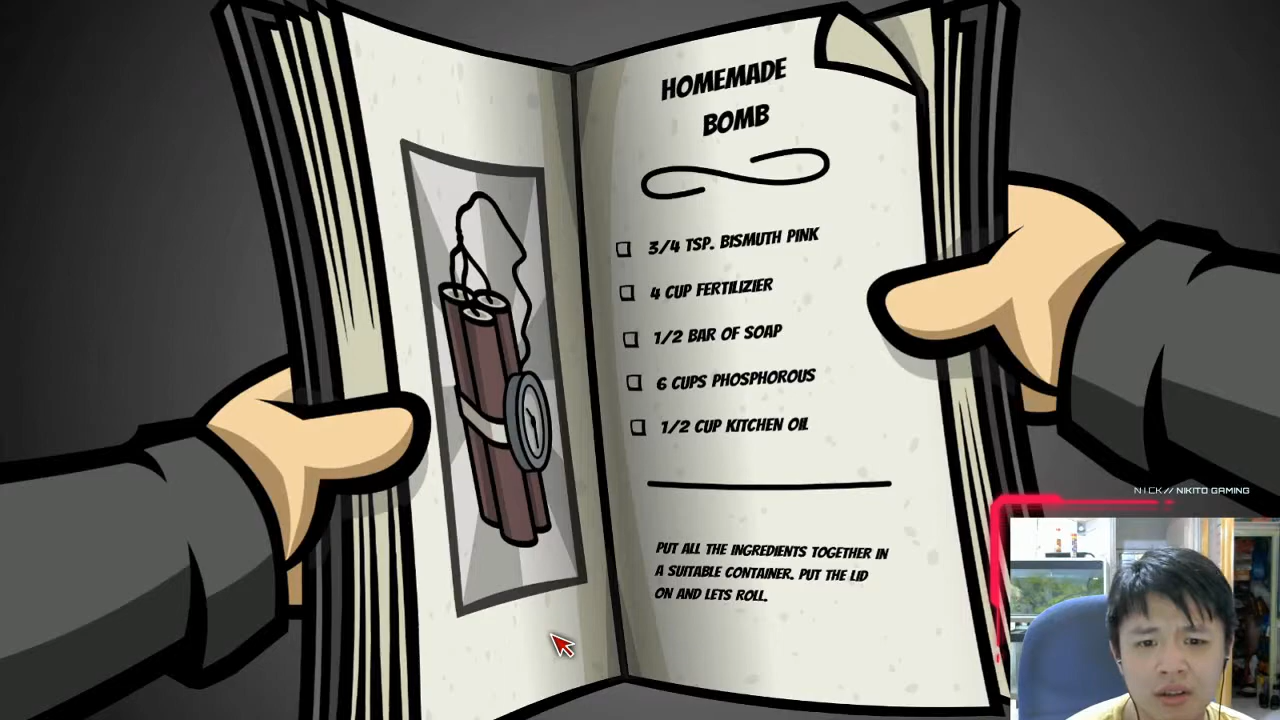 HOMEMADE
BOMB
3/4 TSP. BISMUTH PINK
4 CUP FERTILIZIER
1/2 BAR OF SOAP
6 CUPS PHOSPHOROUS
1/2 CUP KITCHEN OIL
PUT ALL THE INGREDIENTS TOGETHER IN
A SUITABLE CONTAINER. PUT THE LID
ON AND LETS ROLL.
NICK // NIKITO GAMING